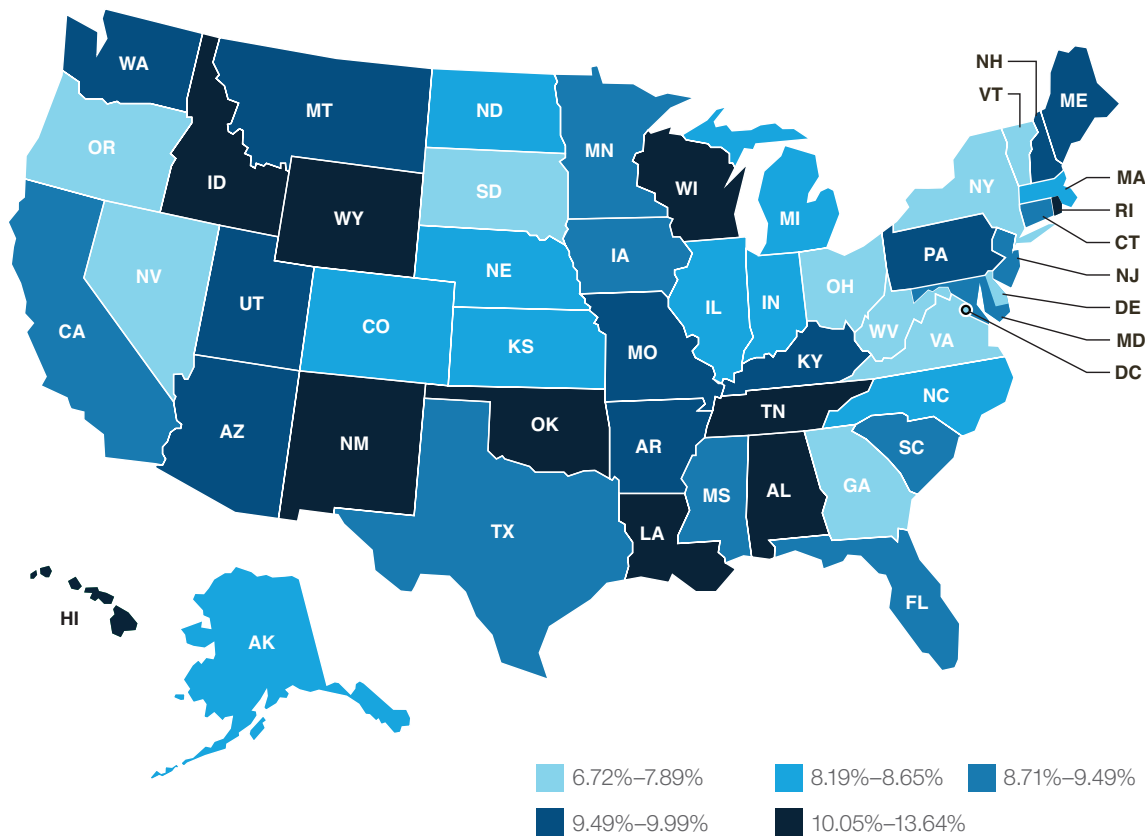 WA
MT
ND
MN
NH
VT
ME
OR
ID
WY
SD
WI
MI
NY
MA
RI
CT
NJ
DE
MD
DC
NV
UT
CO
NE
IA
IL
IN
OH
PA
CA
KS
MO
KY
WV
VA
AZ
NM
OK
AR
TN
NC
SC
TX
LA
MS
AL
GA
FL
HI
AK
6.72%–7.89% 8.19%–8.65% 8.71%–9.49%
9.49%–9.99% 10.05%–13.64%